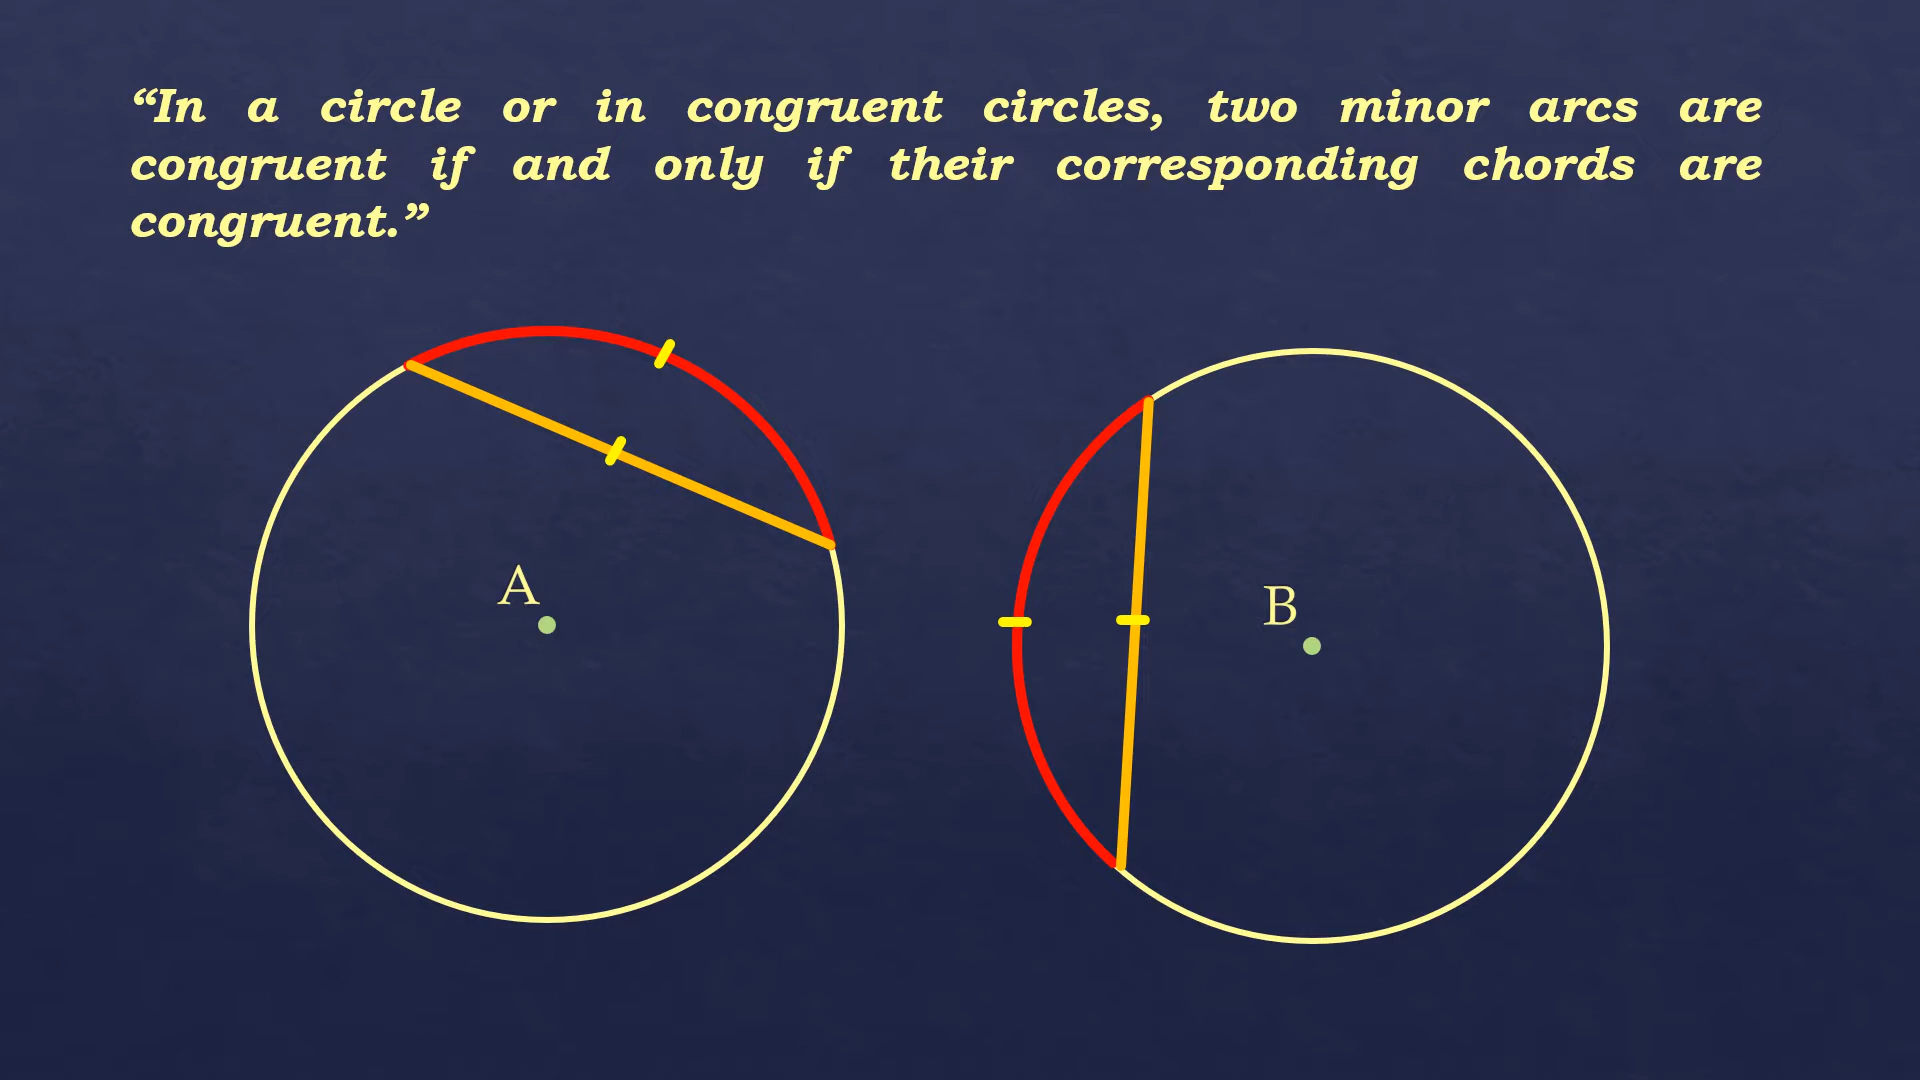 “In a circle or in congruent circles, two minor arcs are
congruent if and only if their corresponding chords are
congruent.”
A
B